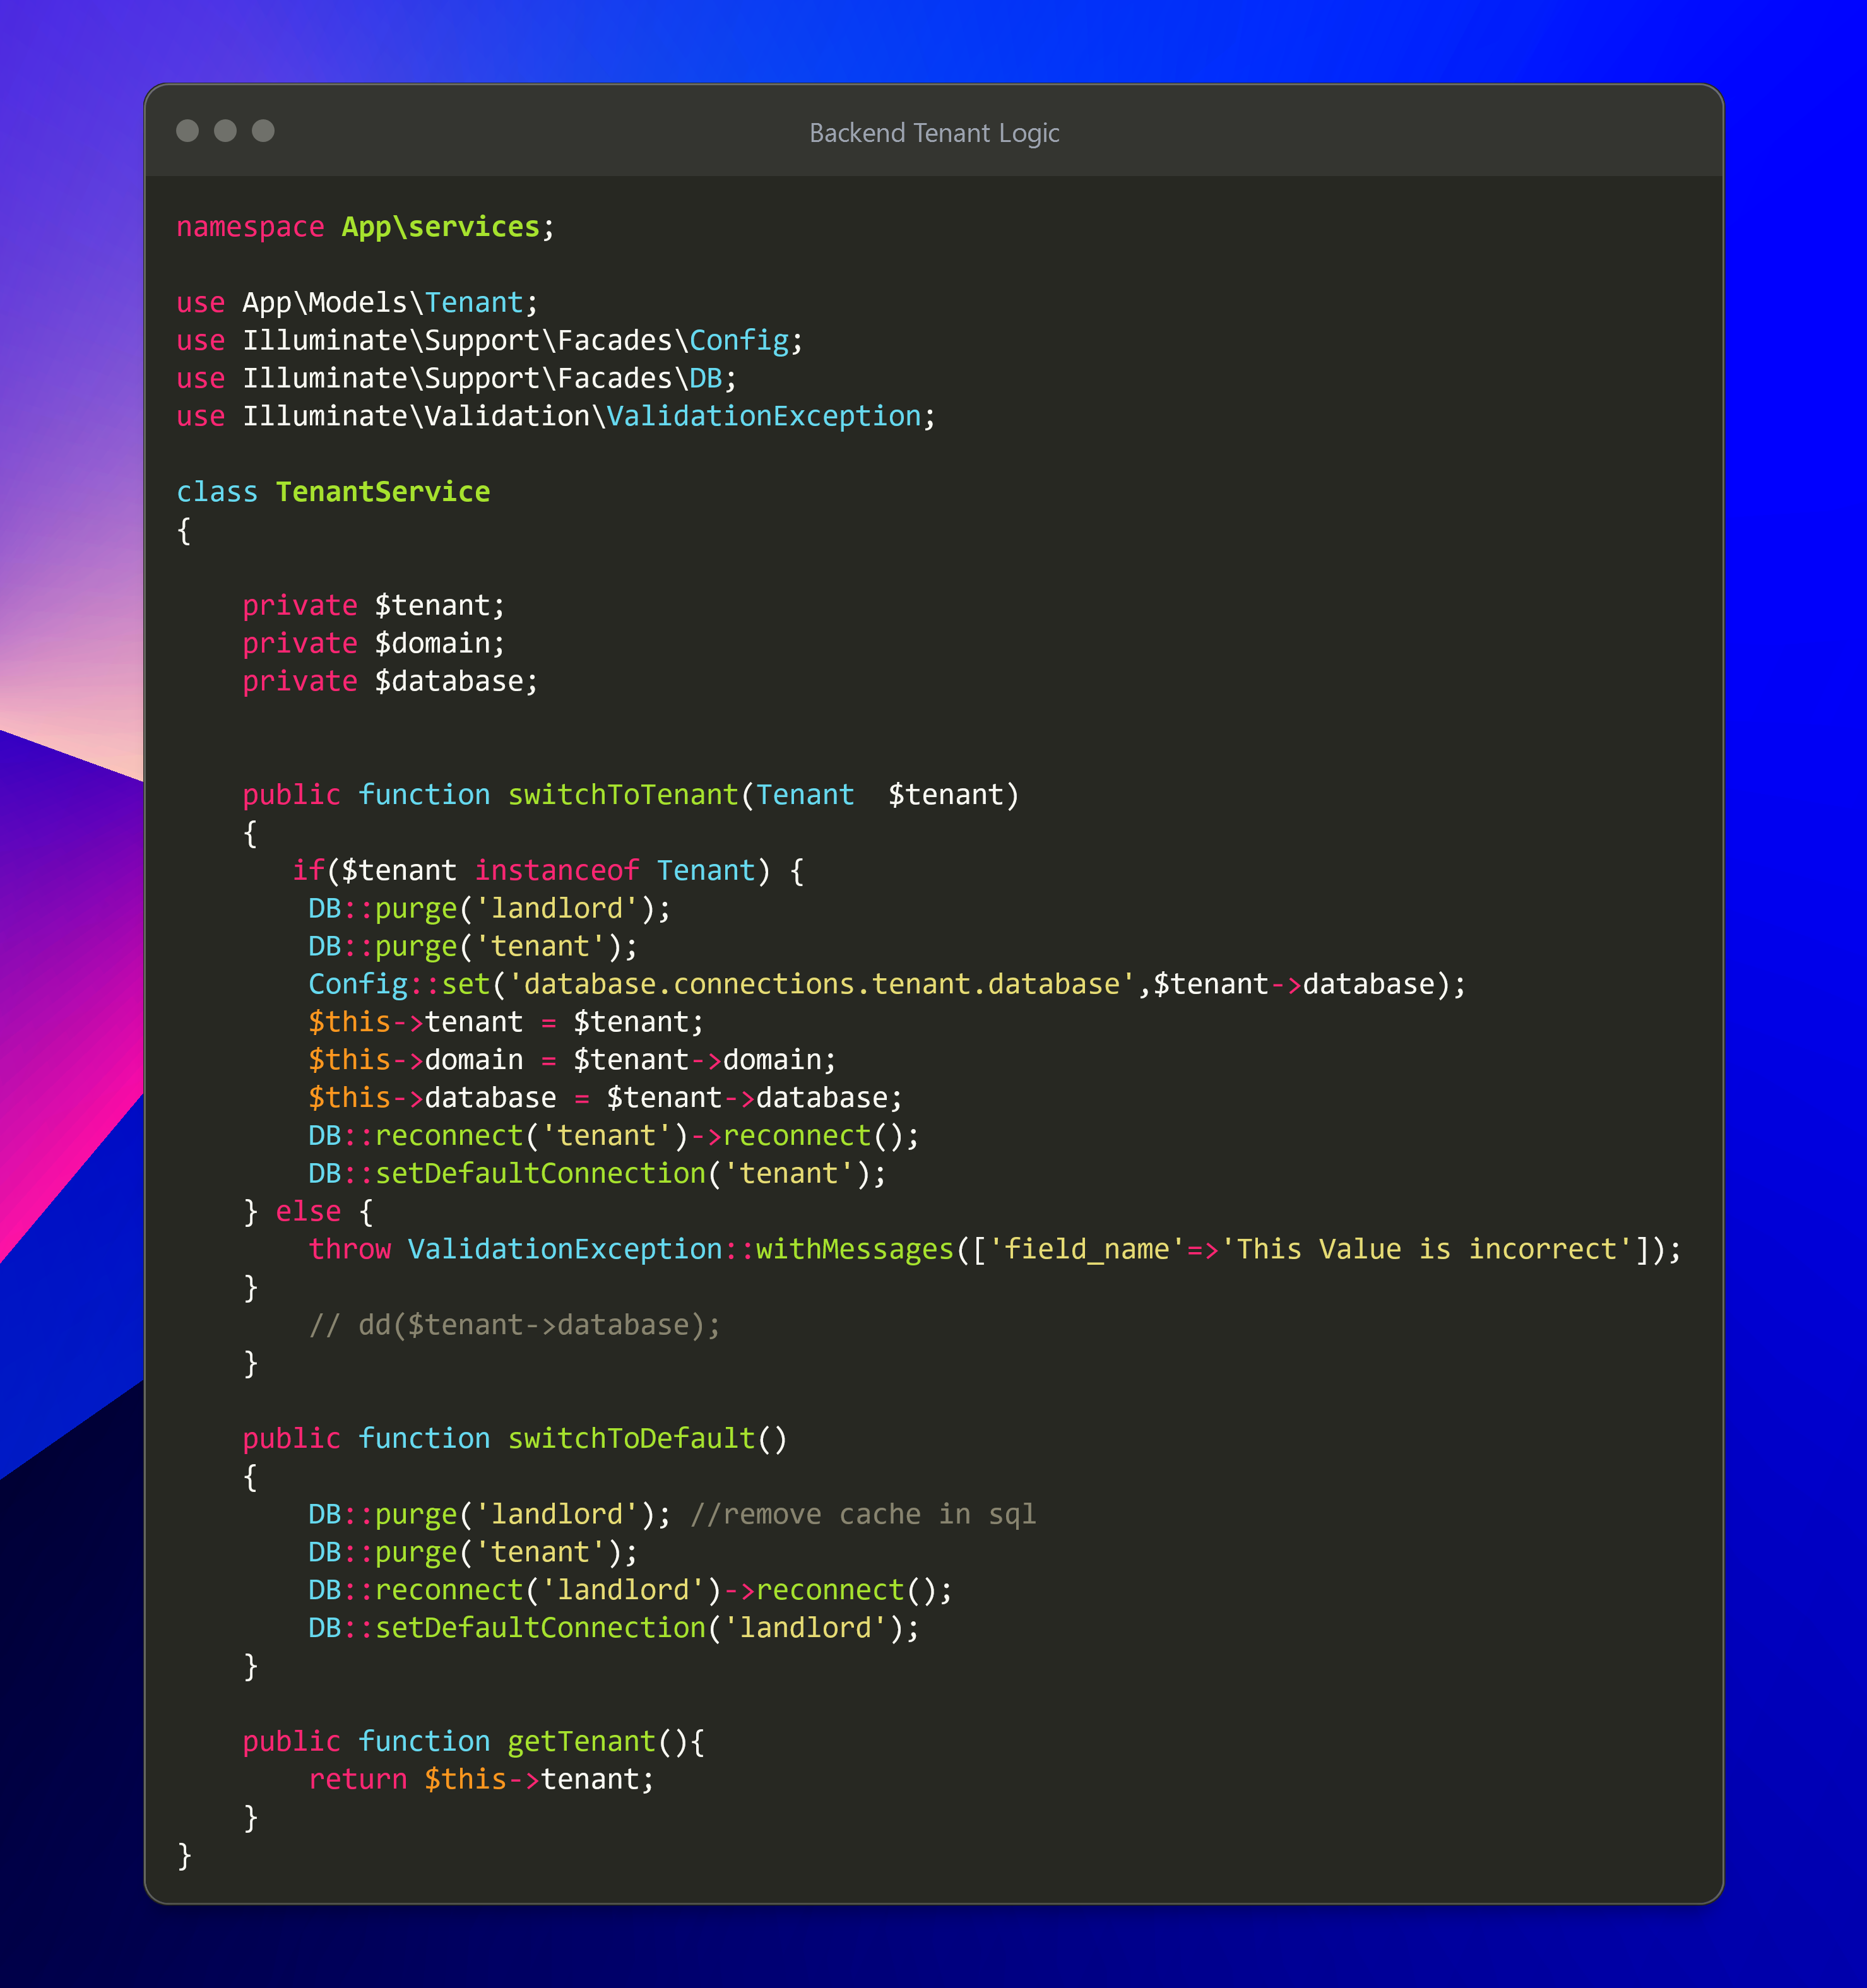 Backend Tenant Logic
namespace App\services;
use App\Models\Tenant;
use Illuminate\Support\Facades\Config;
use Illuminate\Support\Facades\DB;
use Illuminate\Validation\ValidationException;
class TenantService
{
    private $tenant;
    private $domain;
    private $database;
    public function switchToTenant(Tenant  $tenant)
    {
       if($tenant instanceof Tenant) {
        DB::purge('landlord');
        DB::purge('tenant');
        Config::set('database.connections.tenant.database',$tenant->database);
        $this->tenant = $tenant;
        $this->domain = $tenant->domain;
        $this->database = $tenant->database;
        DB::reconnect('tenant')->reconnect();
        DB::setDefaultConnection('tenant');
    } else {
        throw ValidationException::withMessages(['field_name'=>'This Value is incorrect']);
    }
        // dd($tenant->database);
    }
    public function switchToDefault()
    {
        DB::purge('landlord'); //remove cache in sql
        DB::purge('tenant');
        DB::reconnect('landlord')->reconnect();
        DB::setDefaultConnection('landlord');
    }
    public function getTenant(){
        return $this->tenant;
    }
}